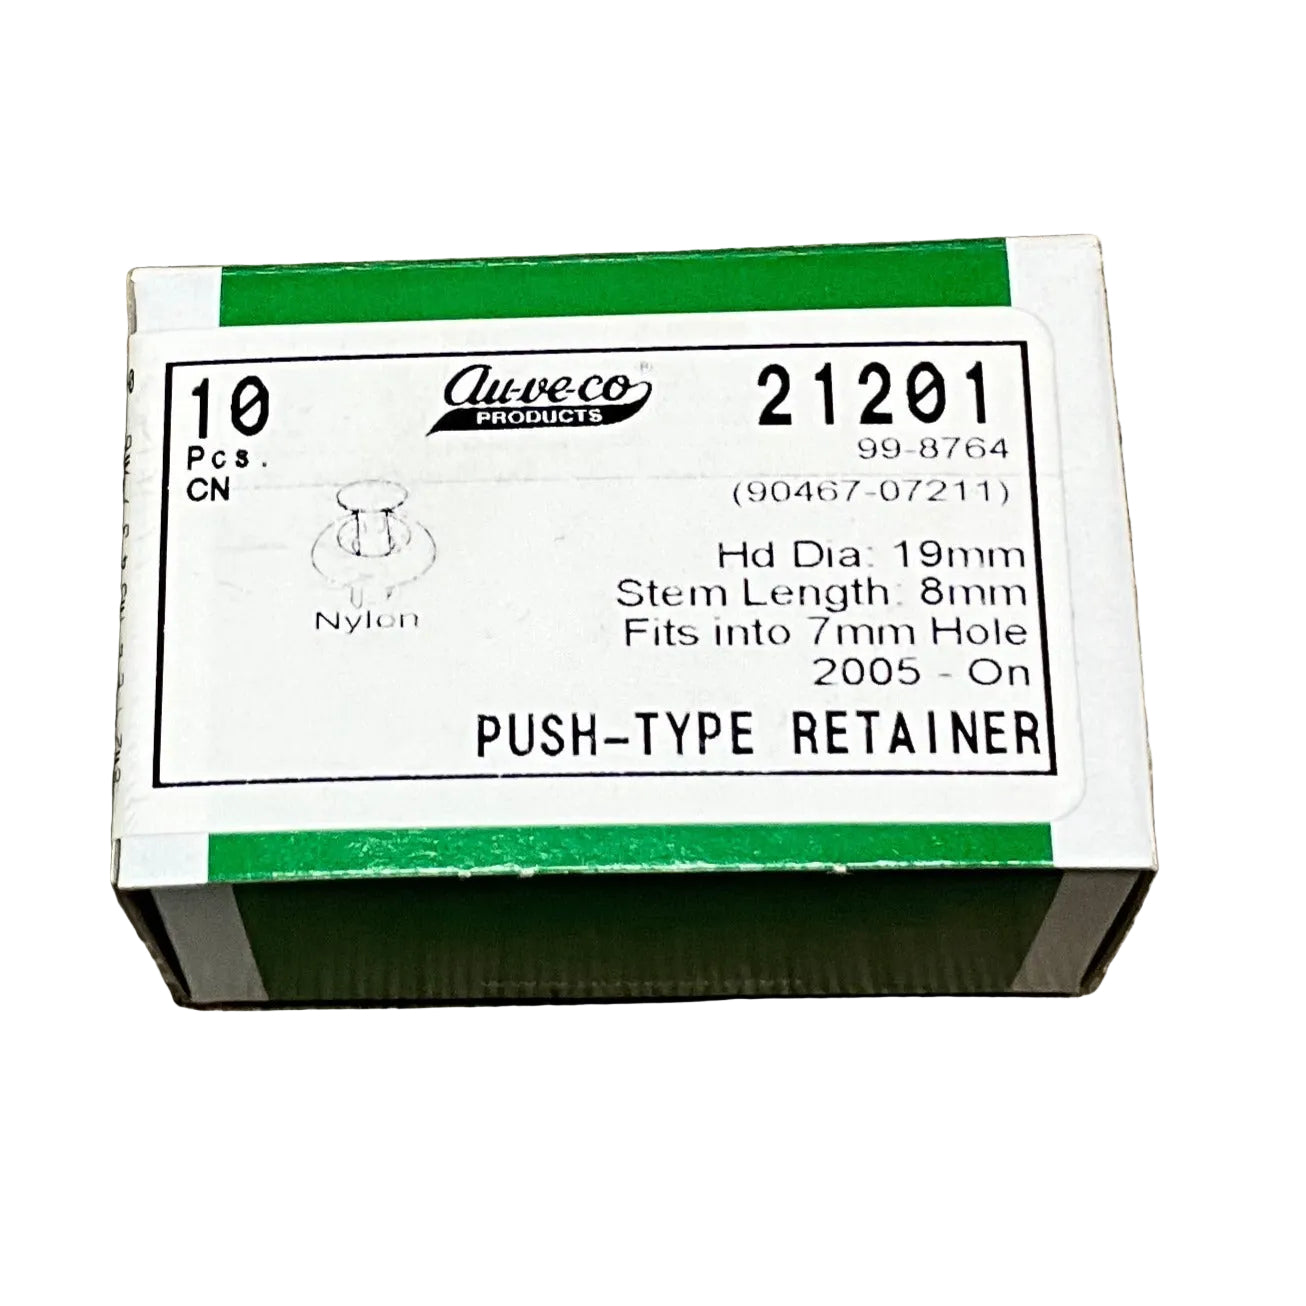 10
Pcs.
CN
Au-ve-co®
PRODUCTS
21201
99-8764
(90467-07211)
Nylon
Hd Dia: 19mm
Stem Length: 8mm
Fits into 7mm Hole
2005 - On
PUSH-TYPE RETAINER